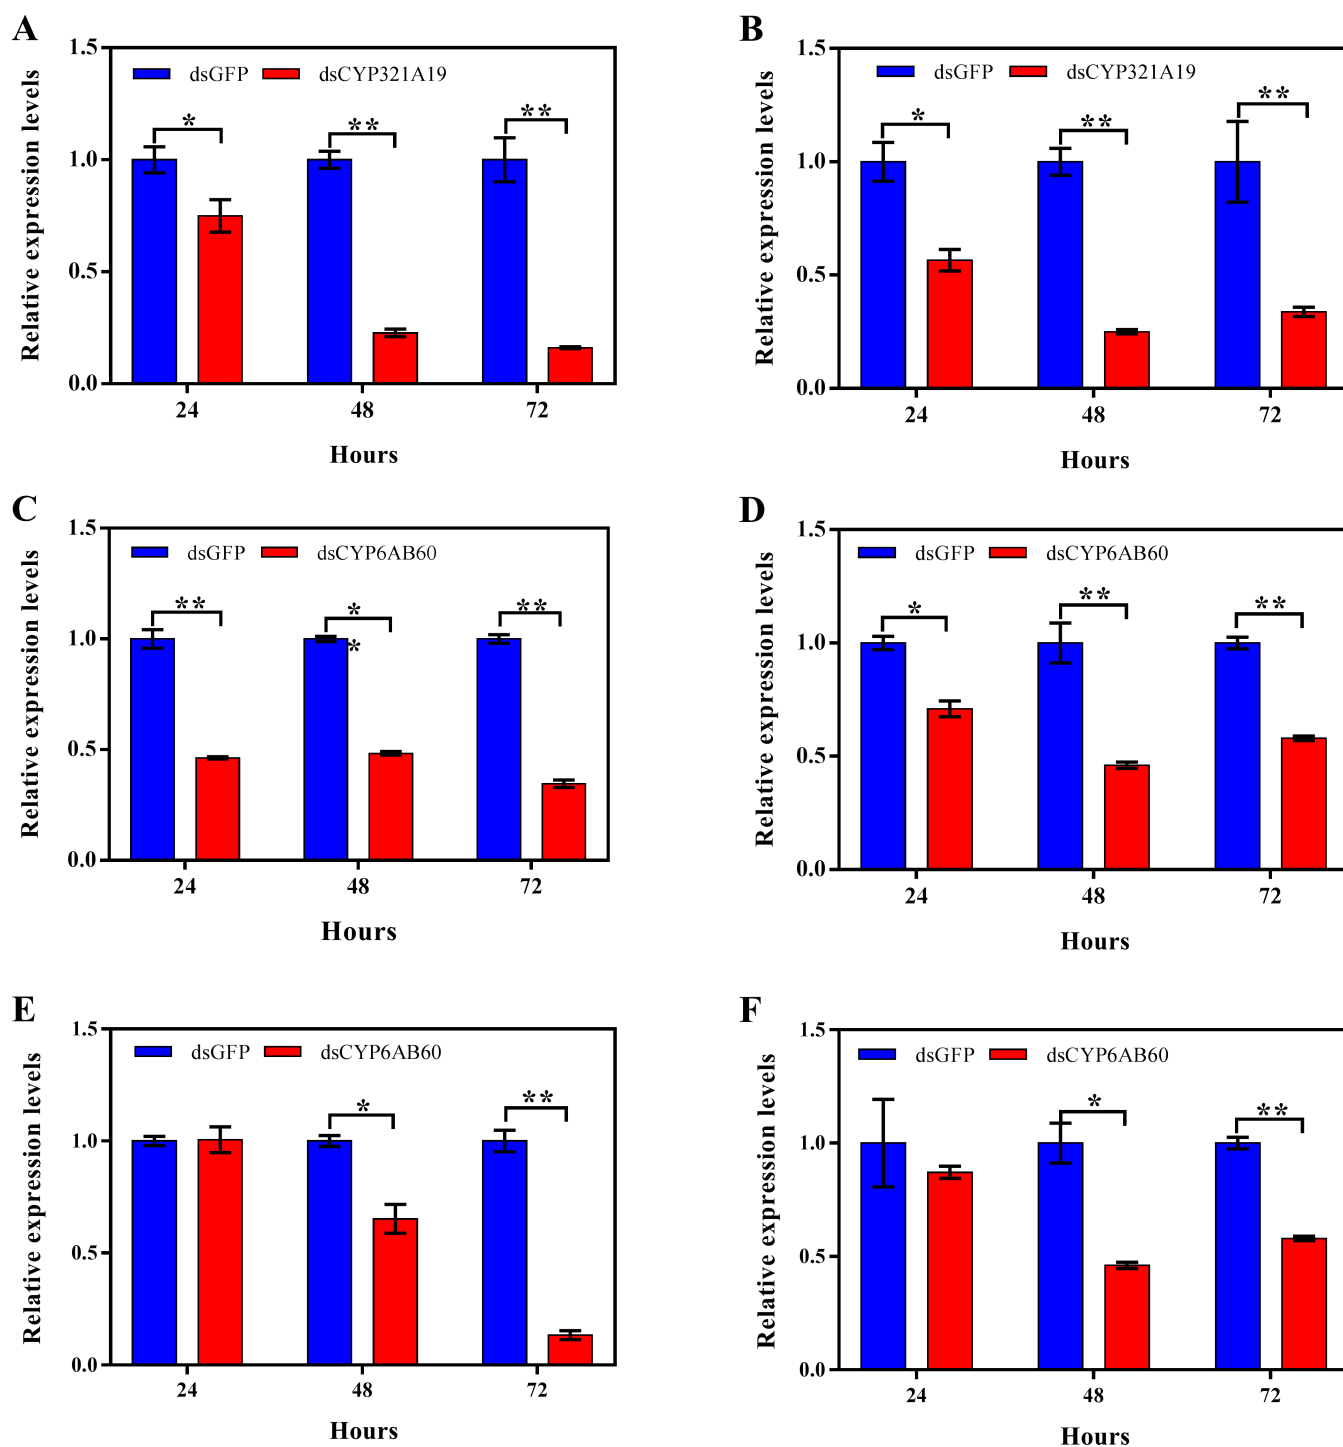 A
Relative expression levels
1.5
1.0
0.5
0.0
dsGFP dsCYP321A19
* ** **
24 48 72
Hours
B
Relative expression levels
1.5
1.0
0.5
0.0
dsGFP dsCYP321A19
* ** **
24 48 72
Hours
C
Relative expression levels
1.5
1.0
0.5
0.0
dsGFP dsCYP6AB60
** * **
*
24 48 72
Hours
D
Relative expression levels
1.5
1.0
0.5
0.0
dsGFP dsCYP6AB60
* ** **
24 48 72
Hours
E
Relative expression levels
1.5
1.0
0.5
0.0
dsGFP dsCYP6AB60
* **
24 48 72
Hours
F
Relative expression levels
1.5
1.0
0.5
0.0
dsGFP dsCYP6AB60
* **
24 48 72
Hours